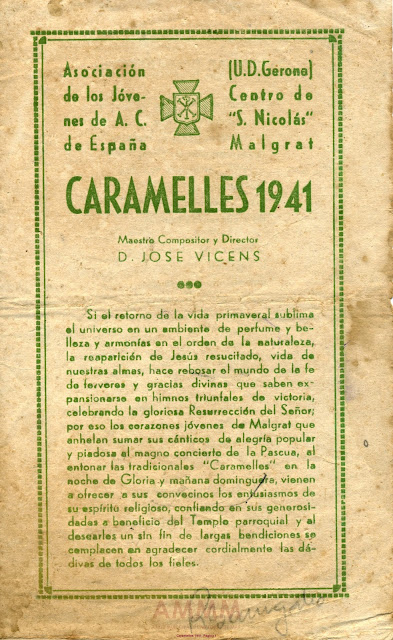 Asociación
de los Jóve-
nes de A. C.
de España
(U.D.Gerona)
Centro de
"S. Nicolás"
Malgrat
CARAMELLES 1941
Maestro Compositor y Director
D. JOSE VICENS
Si el retorno de la vida primaveral sublima
el universo en un ambiente de perfume y be-
lleza y armonías en el orden de la naturaleza,
la reaparición de Jesús resucitado, vida de
nuestras almas, hace rebosar el mundo de la fe
de fervores y gracias divinas que saben ex-
pansionarse en himnos triunfales de victoria,
celebrando la gloriosa Resurrección del Señor;
por eso los corazones jóvenes de Malgrat que
anhelan sumar sus cánticos de alegría popular
y piadosa al magno concierto de la Pascua, al
entonar las tradicionales "Caramelles" en la
noche de Gloria y mañana dominguera, vienen
a ofrecer a sus convecinos los entusiasmos de
su espíritu religioso, confiando en sus generosi-
dades a beneficio del Templo parroquial y al
desearles un sin fin de largas bendiciones se
complacen en agradecer cordialmente las dá-
divas de todos los fieles.
AMMM